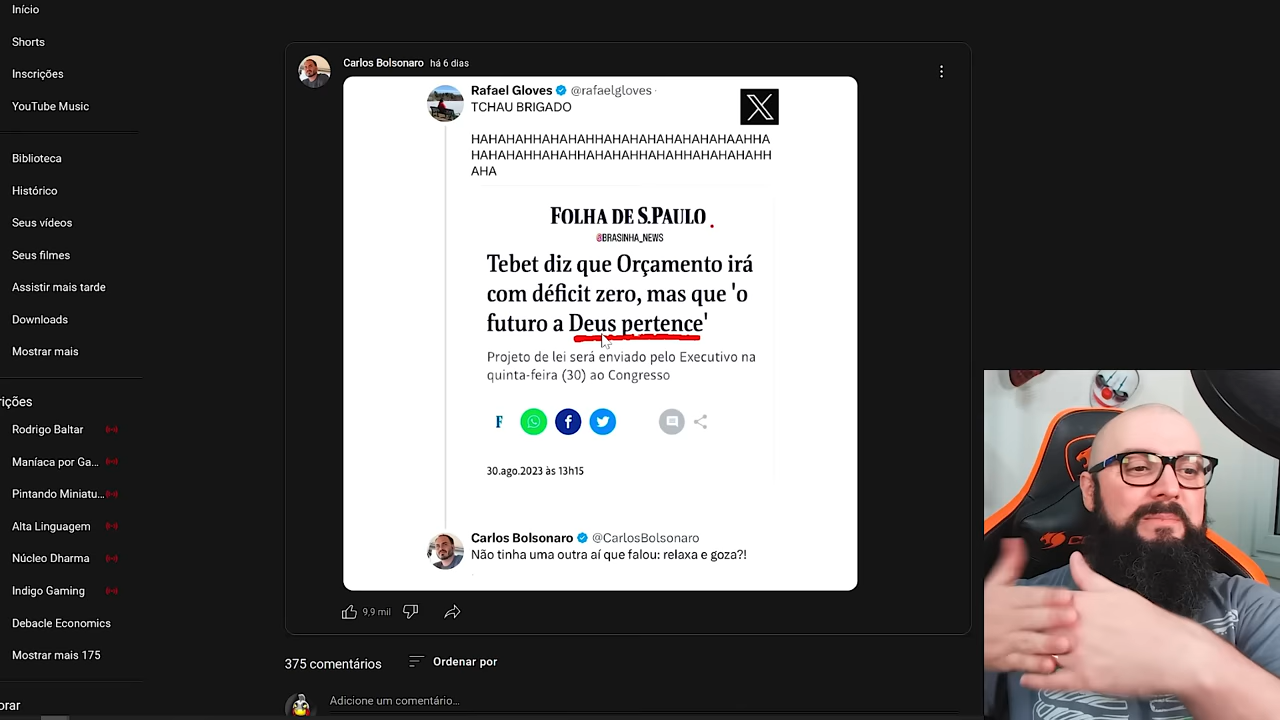 Início
Shorts
Inscrições
YouTube Music
Biblioteca
Histórico
Seus vídeos
Seus filmes
Assistir mais tarde
Downloads
Mostrar mais
rições
Rodrigo Baltar
Maníaca por Ga...
Pintando Miniatu...
Alta Linguagem
Núcleo Dharma
Indigo Gaming
Debacle Economics
Mostrar mais 175
orar
Carlos Bolsonaro há 6 dias
Rafael Gloves @rafaelgloves ·
TCHAU BRIGADO
HAHAHAHHAHAHAHHAHAHAHAHAHAHAHAAHHA
HAHAHAHHAHAHHAHAHAHHAHAHHAHAHAHAHH
AHA
FOLHA DE S.PAULO
@BRASINHA_NEWS
Tebet diz que Orçamento irá
com déficit zero, mas que 'o
futuro a Deus pertence'
Projeto de lei será enviado pelo Executivo na
quinta-feira (30) ao Congresso
F
30.ago.2023 às 13h15
Carlos Bolsonaro @CarlosBolsonaro
Não tinha uma outra aí que falou: relaxa e goza?!
9,9 mil
375 comentários
Ordenar por
Adicione um comentário...